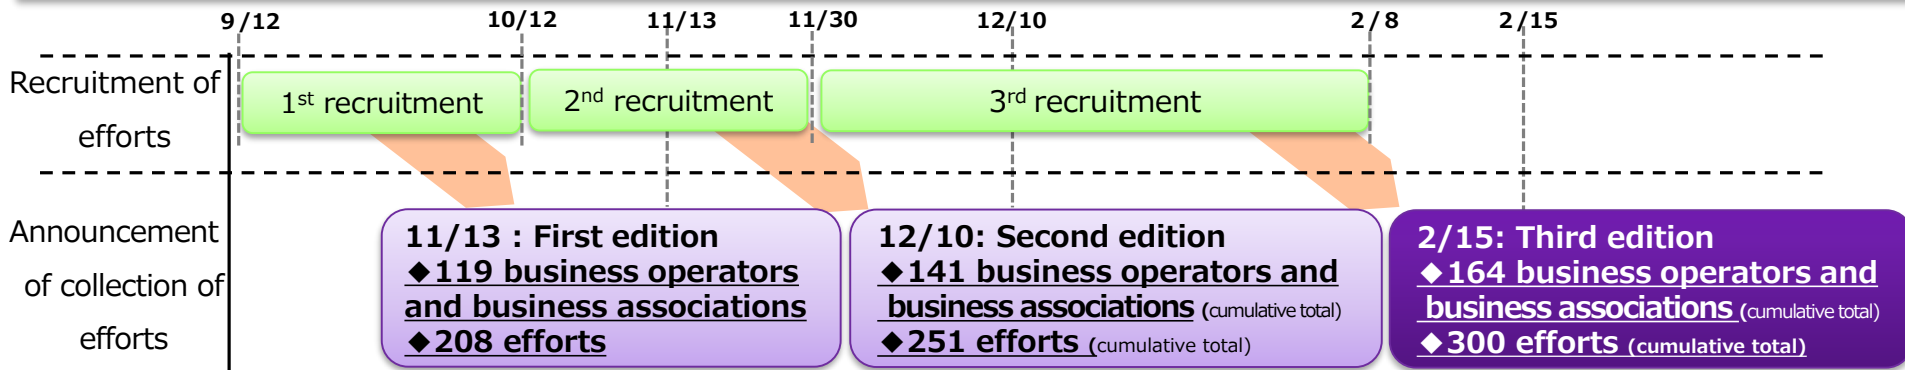 9/12 10/12 11/13 11/30 12/10 2/8 2/15
Recruitment of
efforts
1st recruitment
2nd recruitment
3rd recruitment
Announcement
of collection of
efforts
11/13 : First edition
◆119 business operators
and business associations
◆208 efforts
12/10: Second edition
◆141 business operators and
business associations (cumulative total)
◆251 efforts (cumulative total)
2/15: Third edition
◆164 business operators and
business associations (cumulative total)
◆300 efforts (cumulative total)